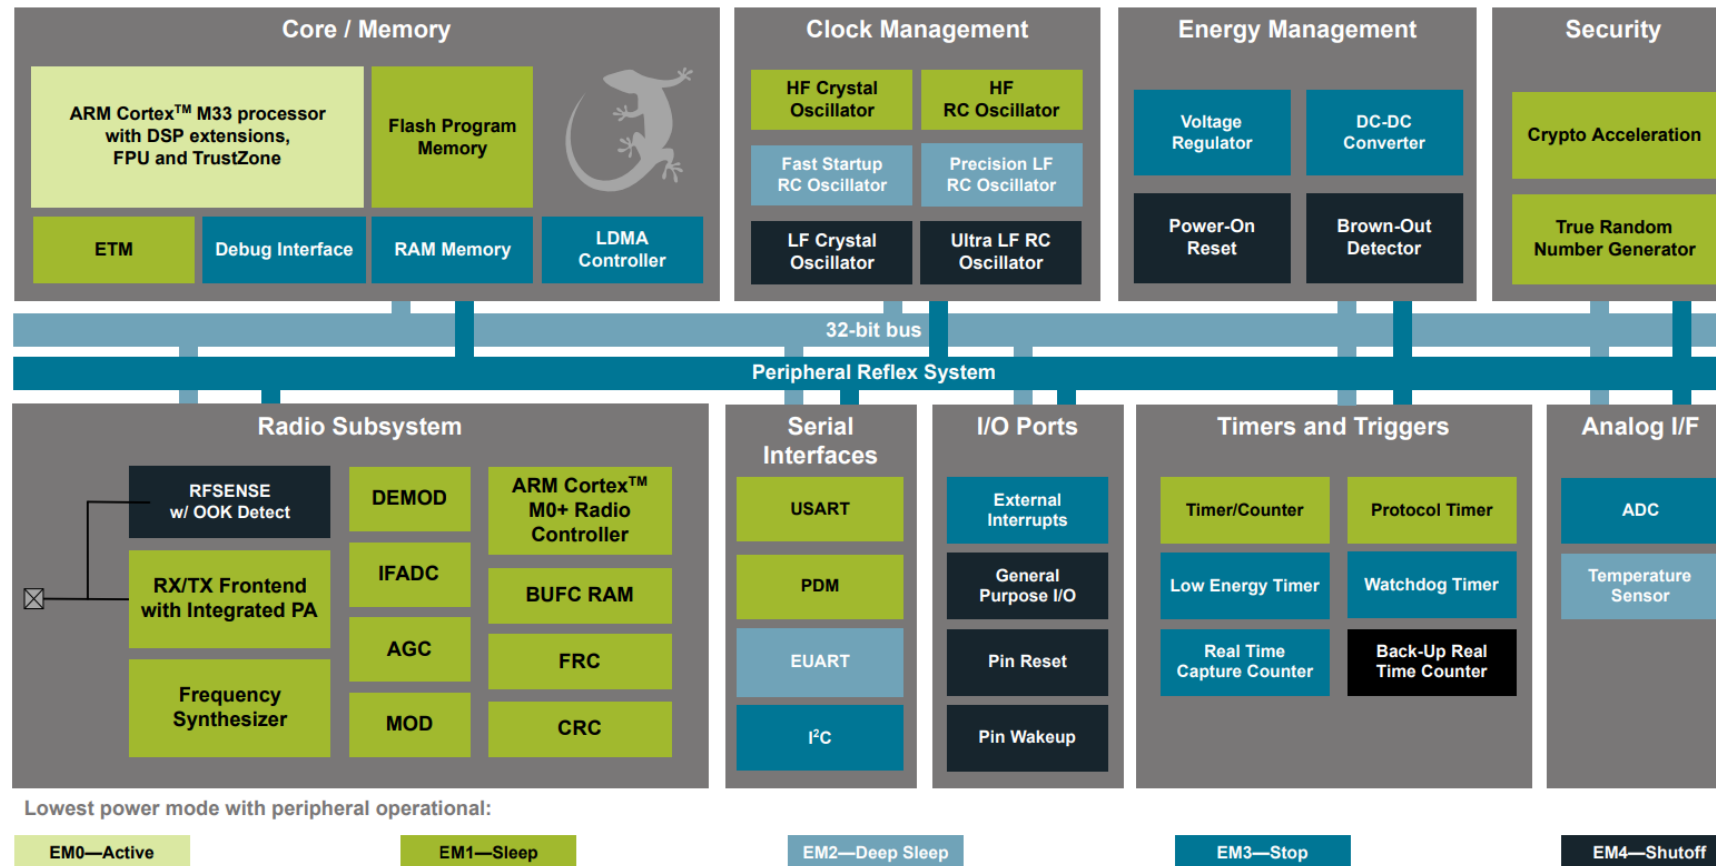 Core / Memory
ARM Cortex™ M33 processor
with DSP extensions,
FPU and TrustZone
Flash Program
Memory
ETM
Debug Interface
RAM Memory
LDMA
Controller
Clock Management
HF Crystal
Oscillator
HF
RC Oscillator
Fast Startup
RC Oscillator
Precision LF
RC Oscillator
LF Crystal
Oscillator
Ultra LF RC
Oscillator
Energy Management
Voltage
Regulator
DC-DC
Converter
Power-On
Reset
Brown-Out
Detector
Security
Crypto Acceleration
True Random
Number Generator
32-bit bus
Peripheral Reflex System
Radio Subsystem
RFSENSE
w/ OOK Detect
RX/TX Frontend
with Integrated PA
Frequency
Synthesizer
DEMOD
IFADC
AGC
MOD
ARM Cortex™
M0+ Radio
Controller
BUFC RAM
FRC
CRC
Serial
Interfaces
USART
PDM
EUART
I²C
I/O Ports
External
Interrupts
General
Purpose I/O
Pin Reset
Pin Wakeup
Timers and Triggers
Timer/Counter
Protocol Timer
Low Energy Timer
Watchdog Timer
Real Time
Capture Counter
Back-Up Real
Time Counter
Analog I/F
ADC
Temperature
Sensor
Lowest power mode with peripheral operational:
EM0—Active
EM1—Sleep
EM2—Deep Sleep
EM3—Stop
EM4—Shutoff